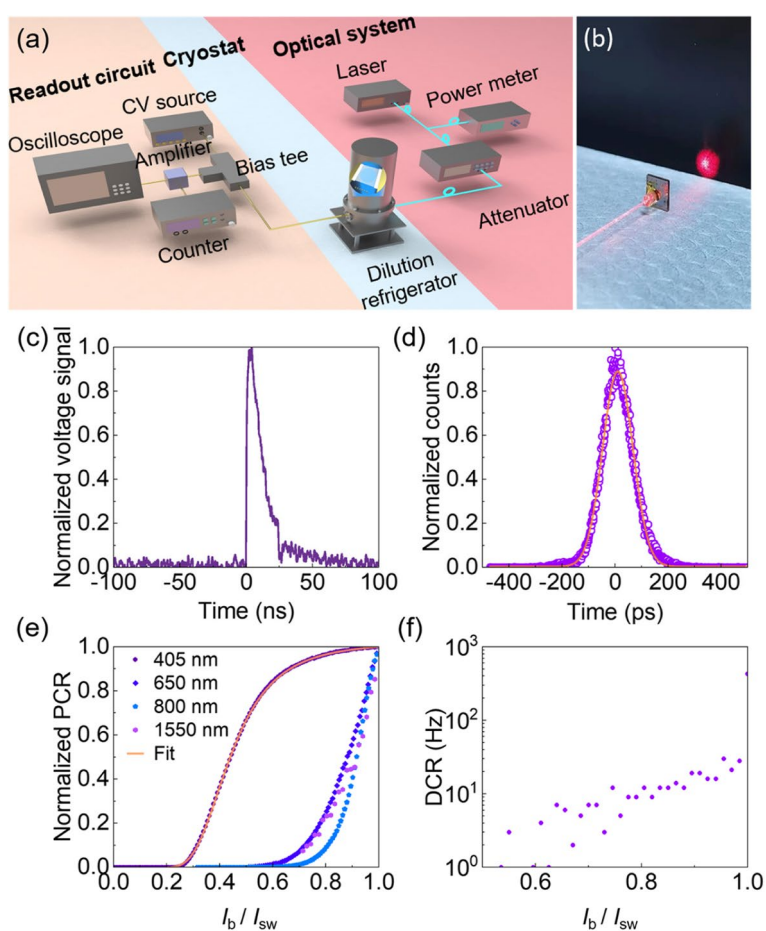 (a)
Readout circuit Cryostat Optical system
CV source
Oscilloscope
Amplifier
Bias tee
Counter
Laser
Power meter
Attenuator
Dilution
refrigerator
(b)
(c)
Normalized voltage signal
1.0
0.8
0.6
0.4
0.2
0.0
-100 -50 0 50 100
Time (ns)
(d)
Normalized counts
1.0
0.8
0.6
0.4
0.2
0.0
-400 -200 0 200 400
Time (ps)
(e)
Normalized PCR
1.0
0.8
0.6
0.4
0.2
0.0
405 nm
650 nm
800 nm
1550 nm
Fit
0.0 0.2 0.4 0.6 0.8 1.0
I_b / I_sw
(f)
DCR (Hz)
10³
10²
10¹
10⁰
0.6 0.8 1.0
I_b / I_sw